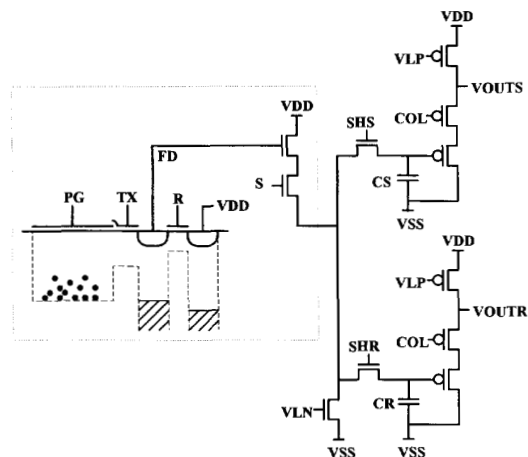 VDD
VLP
VOUTS
VDD
SHS
COL
FD
S
CS
PG
TX
R
VDD
VSS
VDD
VLP
VOUTR
SHR
COL
VLN
CR
VSS
VSS